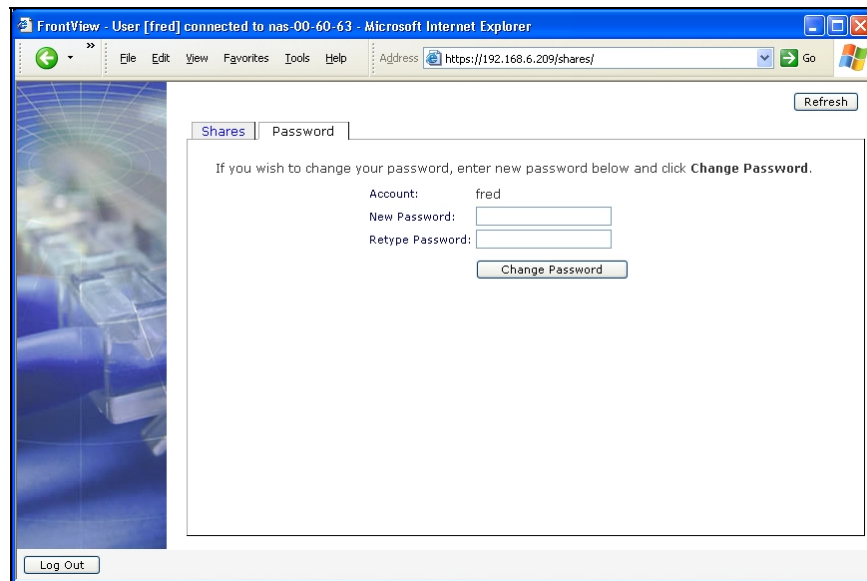 FrontView - User [fred] connected to nas-00-60-63 - Microsoft Internet Explorer
» File Edit View Favorites Tools Help Address https://192.168.6.209/shares/ Go
Refresh
Shares Password
If you wish to change your password, enter new password below and click Change Password.
Account: fred
New Password:
Retype Password:
Change Password
Log Out